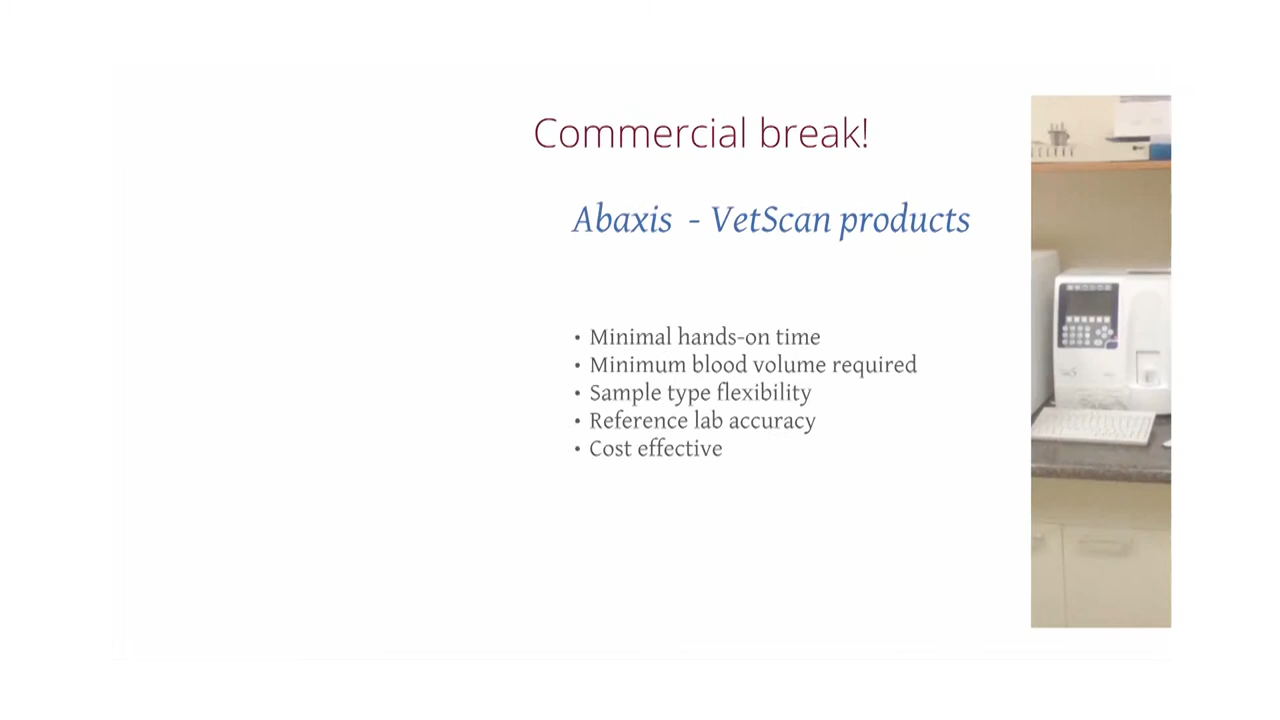 Commercial break!
Abaxis - VetScan products
• Minimal hands-on time
• Minimum blood volume required
• Sample type flexibility
• Reference lab accuracy
• Cost effective